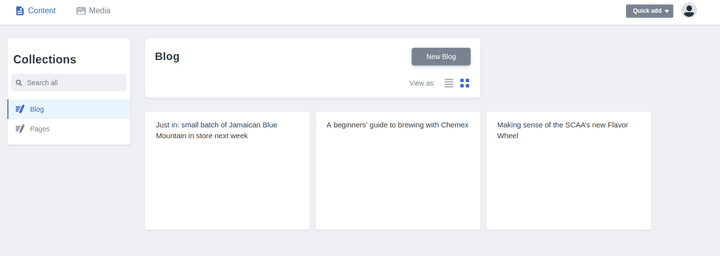 Content
Media
Quick add
Collections
Search all
Blog
Pages
Blog
New Blog
View as:
Just in: small batch of Jamaican Blue
Mountain in store next week
A beginners’ guide to brewing with Chemex
Making sense of the SCAA’s new Flavor
Wheel